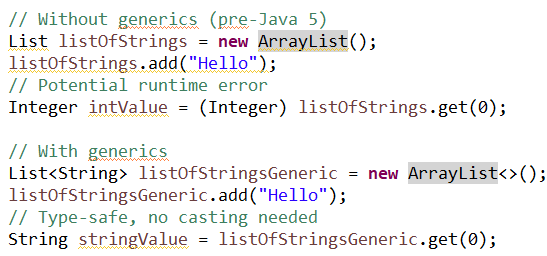 // Without generics (pre-Java 5)
List listOfStrings = new ArrayList();
listOfStrings.add("Hello");
// Potential runtime error
Integer intValue = (Integer) listOfStrings.get(0);

// With generics
List<String> listOfStringsGeneric = new ArrayList<>();
listOfStringsGeneric.add("Hello");
// Type-safe, no casting needed
String stringValue = listOfStringsGeneric.get(0);